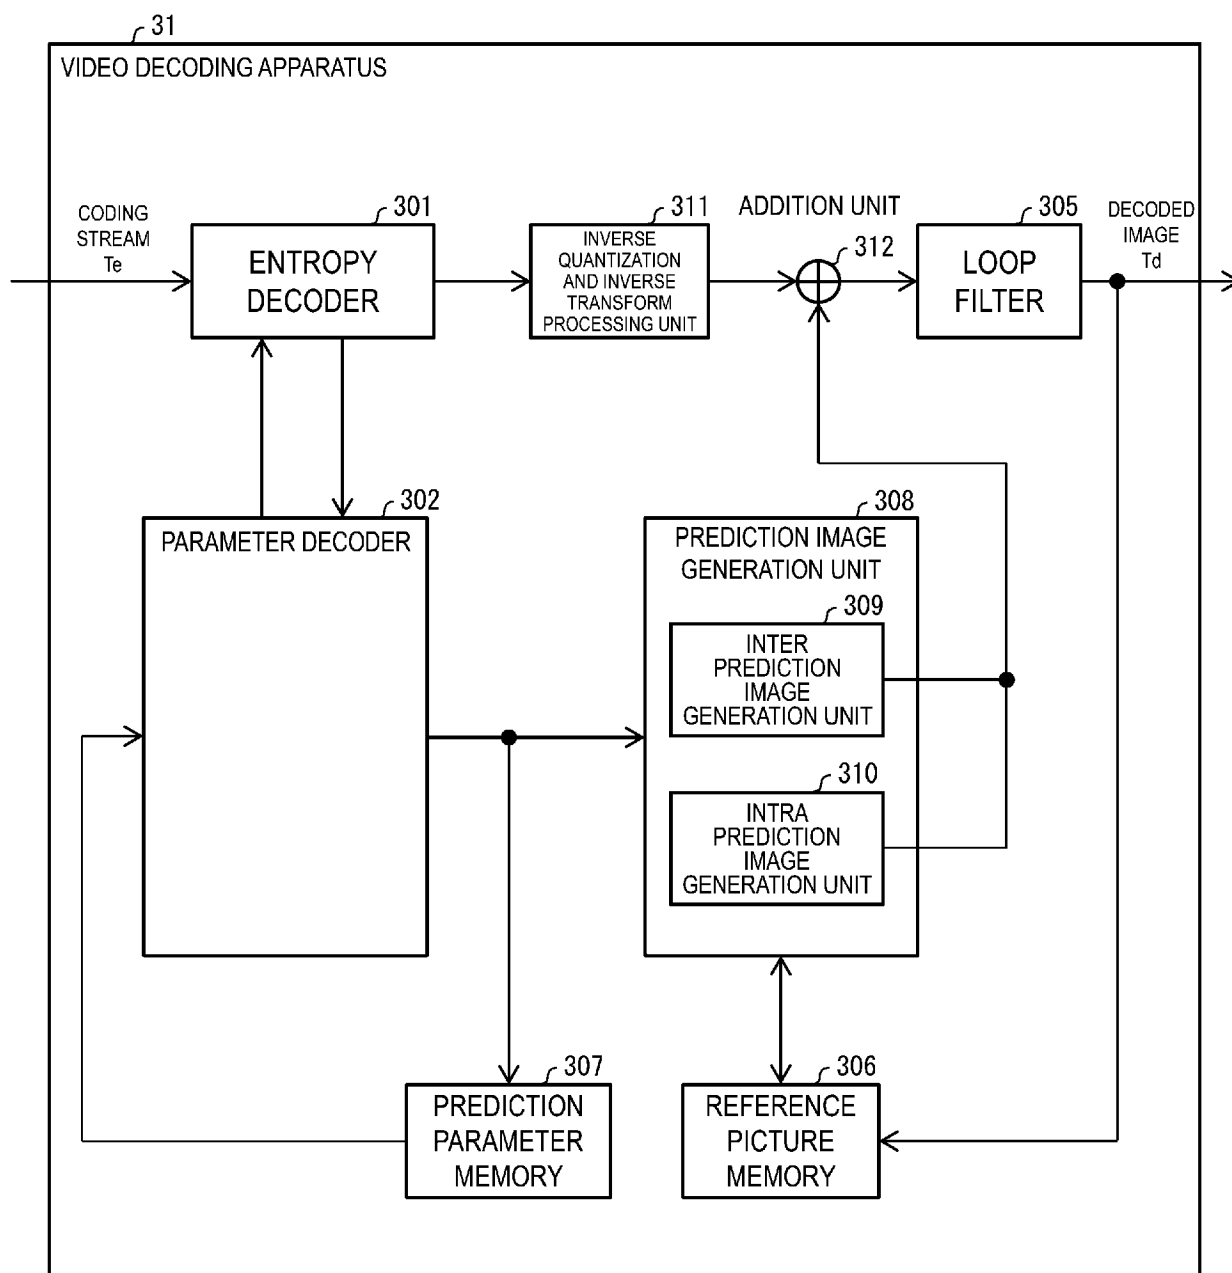 31
VIDEO DECODING APPARATUS
CODING
STREAM
Te
301
ENTROPY
DECODER
311
INVERSE
QUANTIZATION
AND INVERSE
TRANSFORM
PROCESSING UNIT
ADDITION UNIT
312
305
LOOP
FILTER
DECODED
IMAGE
Td
302
PARAMETER DECODER
308
PREDICTION IMAGE
GENERATION UNIT
309
INTER
PREDICTION
IMAGE
GENERATION UNIT
310
INTRA
PREDICTION
IMAGE
GENERATION UNIT
307
PREDICTION
PARAMETER
MEMORY
306
REFERENCE
PICTURE
MEMORY